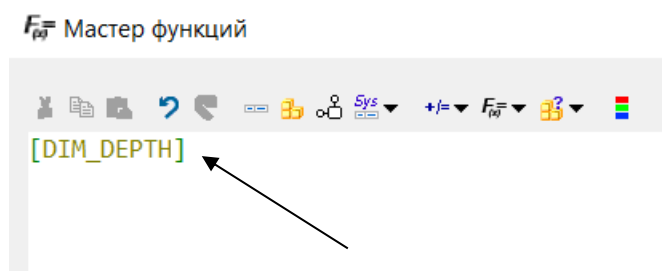 F(x)= Мастер функций
Sys +/= F(x)= ?
[DIM_DEPTH]